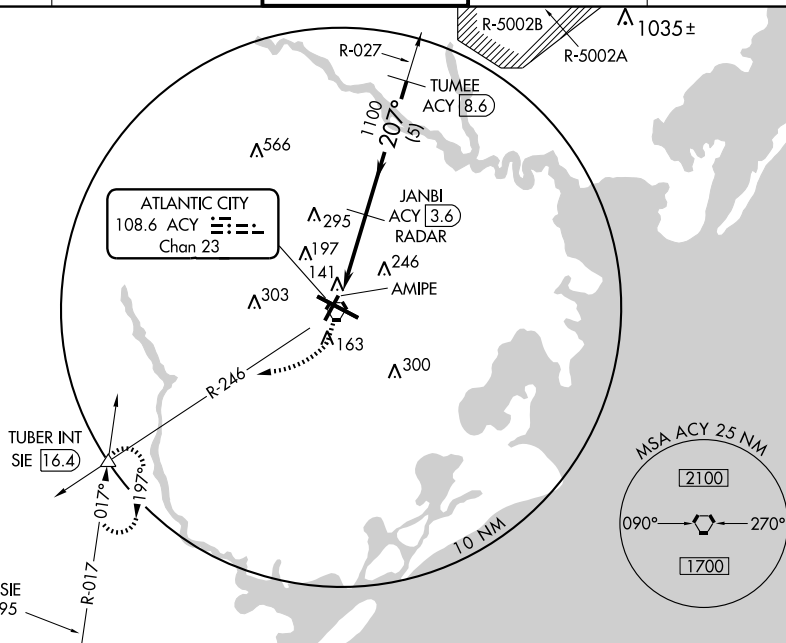 R-5002B
1035±
R-5002A
R-027
TUMEE
ACY 8.6
1100
207°
(5)
566
ATLANTIC CITY
108.6 ACY
Chan 23
JANBI
ACY 3.6
RADAR
295
197
246
141
AMIPE
303
163
300
R-246
TUBER INT
SIE 16.4
017°
197°
R-017
SIE
95
10 NM
MSA ACY 25 NM
2100
090°
270°
1700